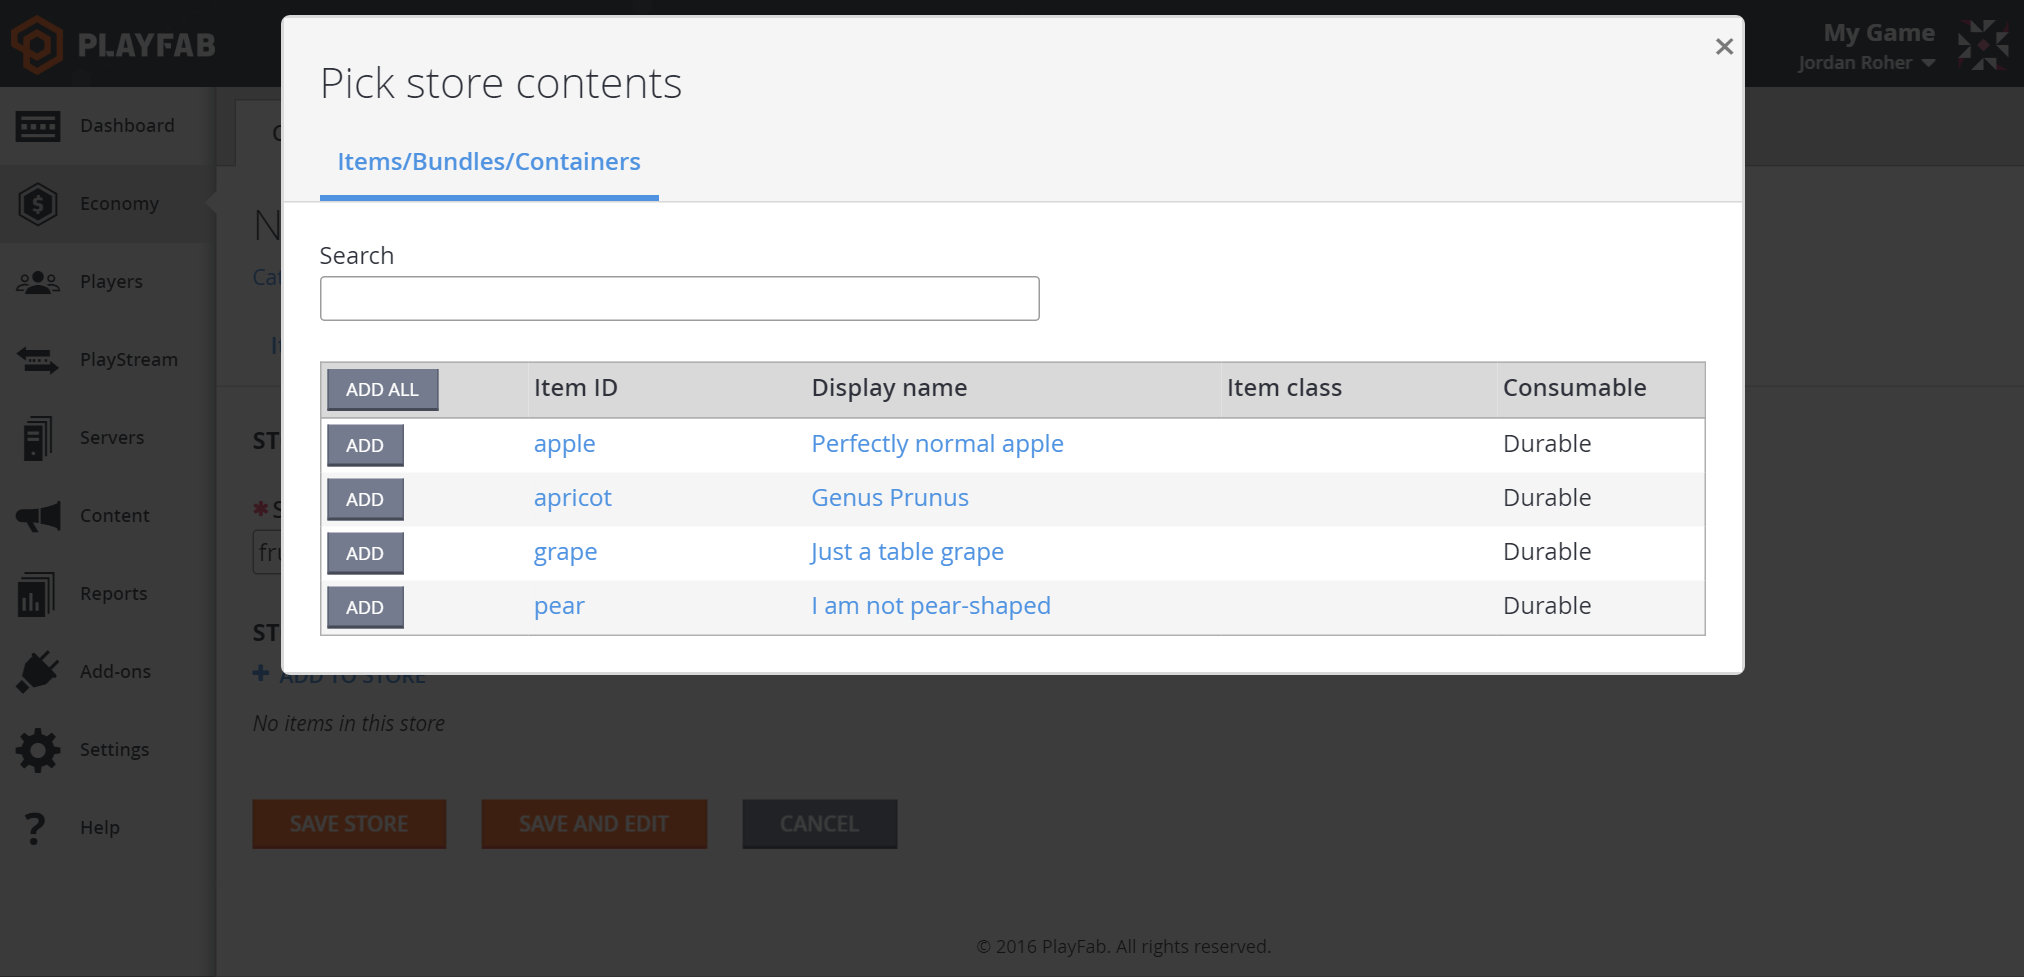 PLAYFAB
My Game
Jordan Roher
Dashboard
Economy
Players
PlayStream
Servers
Content
Reports
Add-ons
Settings
Help
Pick store contents
Items/Bundles/Containers
Search
ADD ALL Item ID Display name Item class Consumable
ADD apple Perfectly normal apple Durable
ADD apricot Genus Prunus Durable
ADD grape Just a table grape Durable
ADD pear I am not pear-shaped Durable
ADD TO STORE
No items in this store
SAVE STORE SAVE AND EDIT CANCEL
© 2016 PlayFab. All rights reserved.